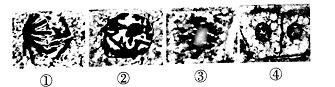 ① ② ③ ④